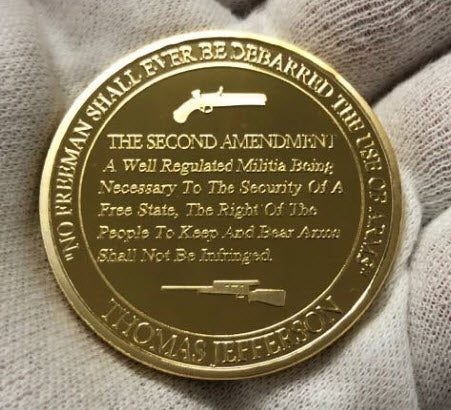 "NO FREEMAN SHALL EVER BE DEBARRED THE USE OF ARMS"
THE SECOND AMENDMENT
A Well Regulated Militia Being
Necessary To The Security Of A
Free State, The Right Of The
People To Keep And Bear Arms
Shall Not Be Infringed.
THOMAS JEFFERSON